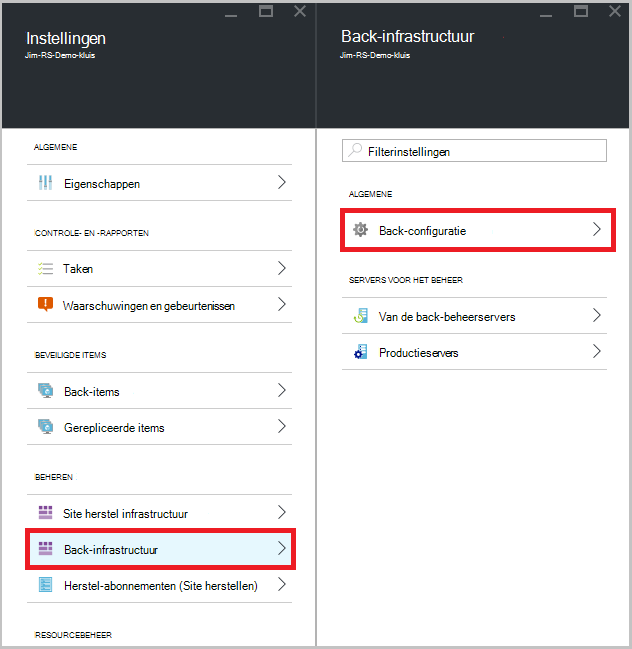 Instellingen
Jim-RS-Demo-kluis
ALGEMENE
Eigenschappen
CONTROLE- EN -RAPPORTEN
Taken
Waarschuwingen en gebeurtenissen
BEVEILIGDE ITEMS
Back-items
Gerepliceerde items
BEHEREN
Site herstel infrastructuur
Back-infrastructuur
Herstel-abonnementen (Site herstellen)
RESOURCEBEHEER
Back-infrastructuur
Jim-RS-Demo-kluis
Filterinstellingen
ALGEMENE
Back-configuratie
SERVERS VOOR HET BEHEER
Van de back-beheerservers
Productieservers